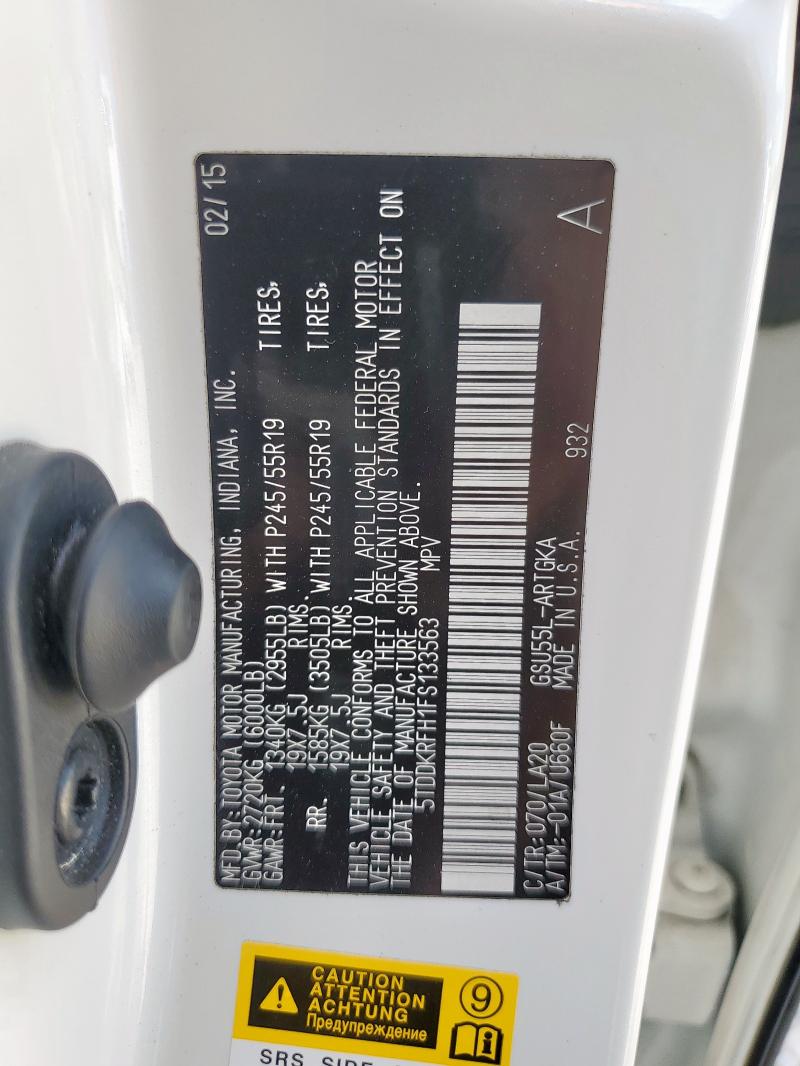 MFD.BY:TOYOTA MOTOR MANUFACTURING, INDIANA, INC. 02/15
GVWR:2720KG (6000LB)
GAWR:FRT. 1340KG (2955LB) WITH P245/55R19 TIRES,
19X7.5J RIMS.
RR. 1585KG (3505LB) WITH P245/55R19 TIRES,
19X7.5J RIMS.
THIS VEHICLE CONFORMS TO ALL APPLICABLE FEDERAL MOTOR
VEHICLE SAFETY AND THEFT PREVENTION STANDARDS IN EFFECT ON
THE DATE OF MANUFACTURE SHOWN ABOVE.
5TDDKRFH1FS133563 MPV
C/TR:070/LA20 GSU55L-ARTGKA
A/TM:-01A/U660F MADE IN U.S.A. 932 A
CAUTION
ATTENTION
ACHTUNG
Предупреждение
9
SRS SIDE